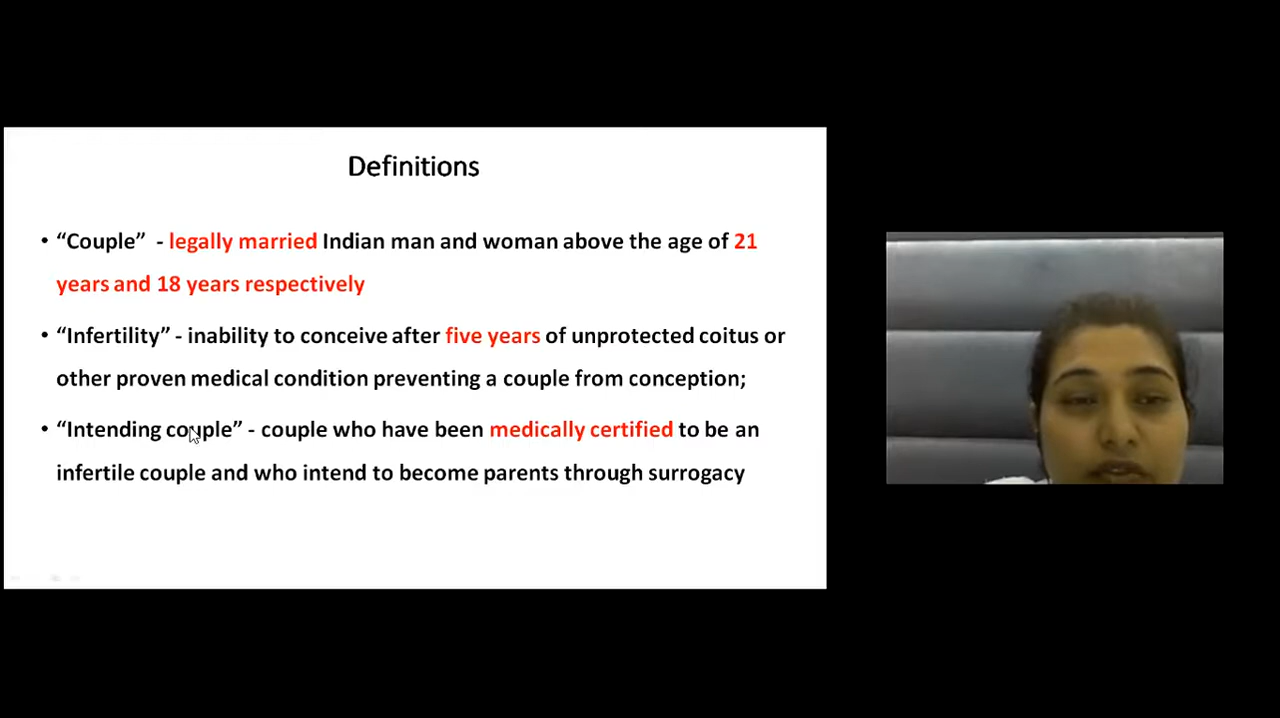 Definitions
• “Couple” - legally married Indian man and woman above the age of 21
years and 18 years respectively
• “Infertility” - inability to conceive after five years of unprotected coitus or
other proven medical condition preventing a couple from conception;
• “Intending couple” - couple who have been medically certified to be an
infertile couple and who intend to become parents through surrogacy